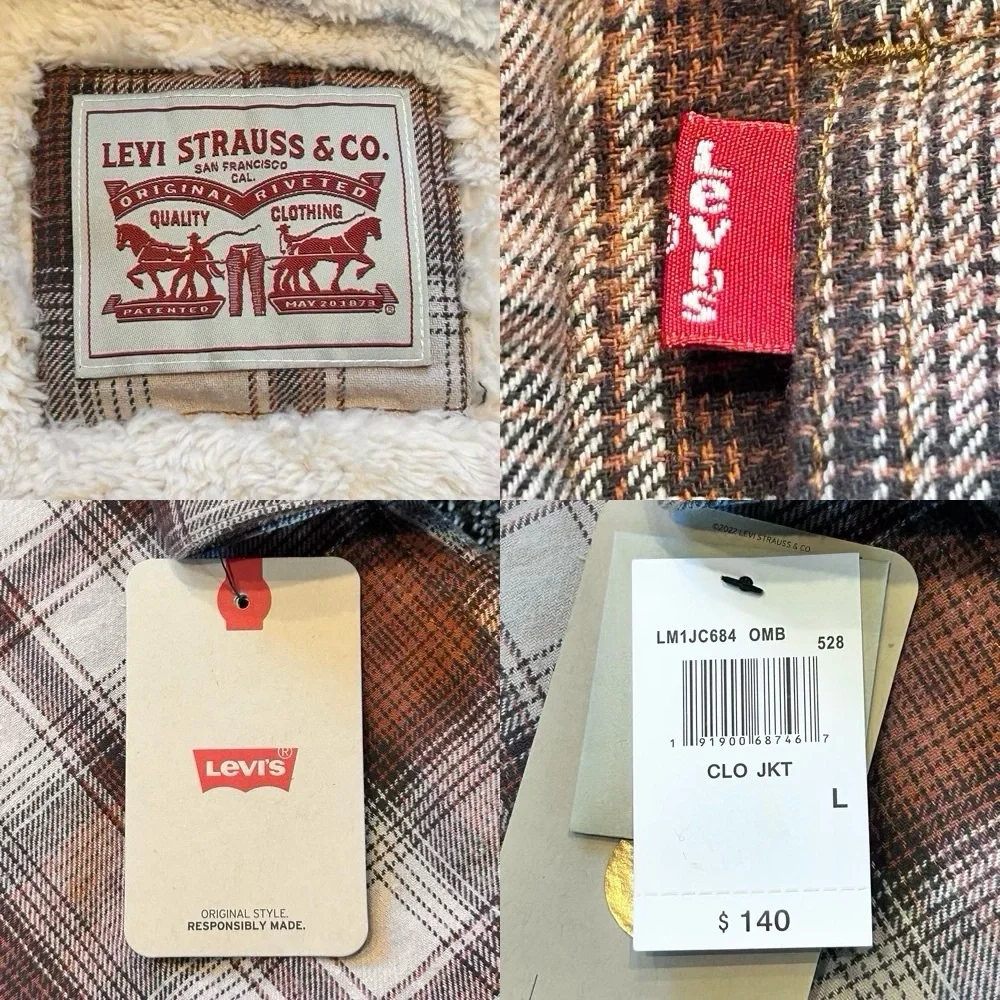 LEVI STRAUSS & CO.
SAN FRANCISCO
CAL.
ORIGINAL RIVETED
QUALITY CLOTHING
PATENTED MAY 20 1873 ®
Levi's
®
Levi's®
ORIGINAL STYLE.
RESPONSIBLY MADE.
©2022 LEVI STRAUSS & CO.
LM1JC684 OMB 528
1 91900 68746 7
CLO JKT
L
$ 140